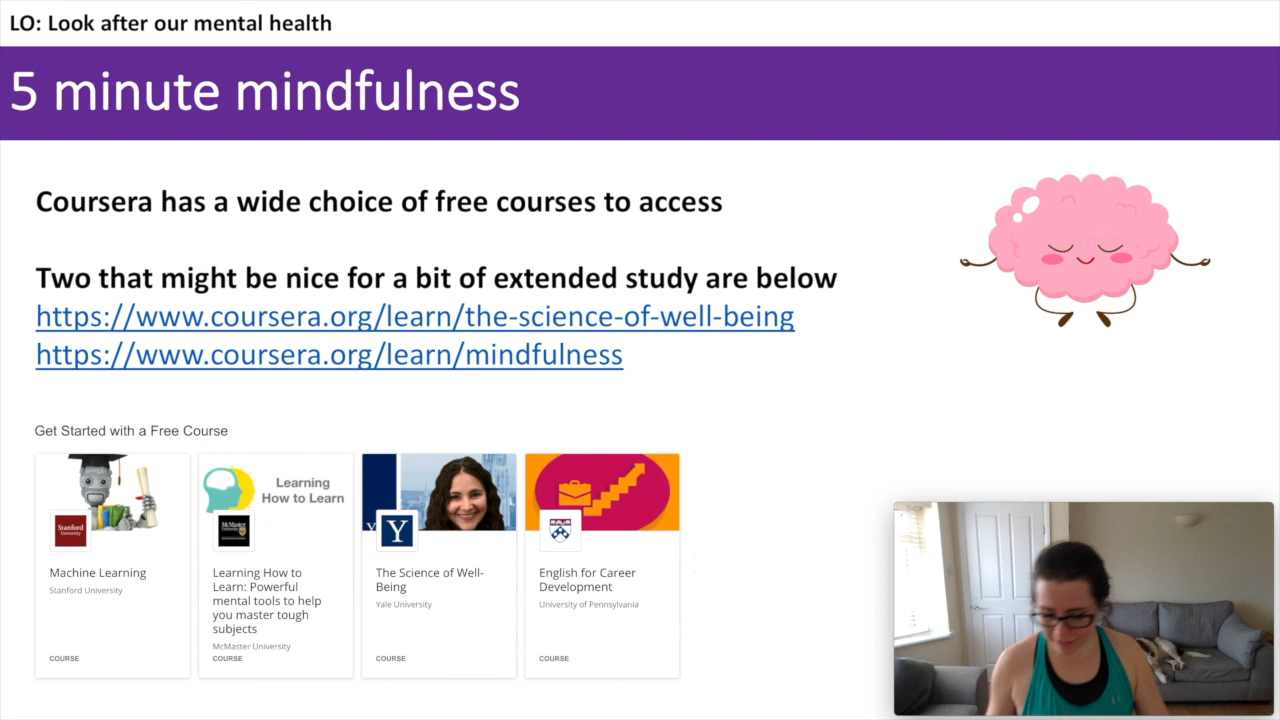 LO: Look after our mental health
5 minute mindfulness
Coursera has a wide choice of free courses to access
Two that might be nice for a bit of extended study are below
https://www.coursera.org/learn/the-science-of-well-being
https://www.coursera.org/learn/mindfulness
Get Started with a Free Course
Stanford
University
Machine Learning
Stanford University
COURSE
Learning
How to Learn
McMaster
University
Learning How to
Learn: Powerful
mental tools to help
you master tough
subjects
McMaster University
COURSE
Y
The Science of Well-
Being
Yale University
COURSE
English for Career
Development
University of Pennsylvania
COURSE